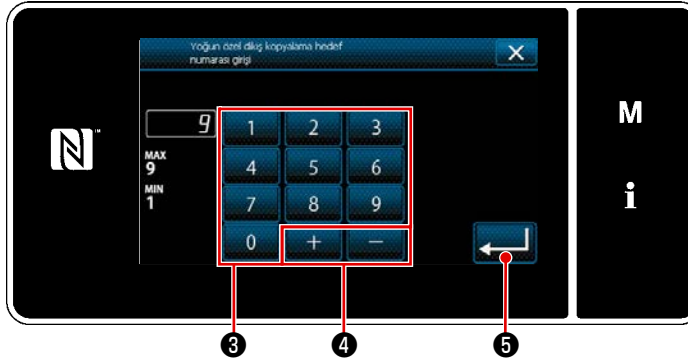 Yoğun özel dikiş kopyalama hedef
numarası girişi
X
M
i
9
MAX
9
MIN
1
1 2 3
4 5 6
7 8 9
0 + −
❸ ❹ ❺